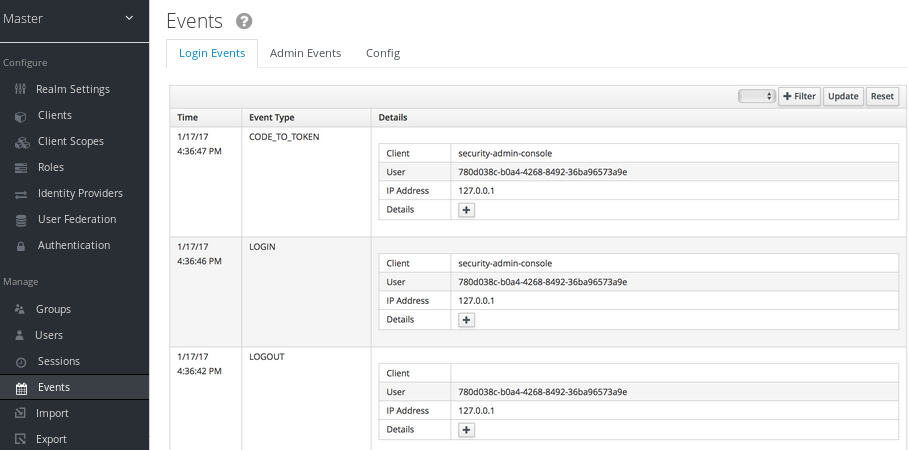 Master
Configure
Realm Settings
Clients
Client Scopes
Roles
Identity Providers
User Federation
Authentication
Manage
Groups
Users
Sessions
Events
Import
Export
Events ?
Login Events Admin Events Config
+ Filter Update Reset
Time Event Type Details
1/17/17 4:36:47 PM CODE_TO_TOKEN
Client security-admin-console
User 780d038c-b0a4-4268-8492-36ba96573a9e
IP Address 127.0.0.1
Details +
1/17/17 4:36:46 PM LOGIN
Client security-admin-console
User 780d038c-b0a4-4268-8492-36ba96573a9e
IP Address 127.0.0.1
Details +
1/17/17 4:36:42 PM LOGOUT
Client
User 780d038c-b0a4-4268-8492-36ba96573a9e
IP Address 127.0.0.1
Details +